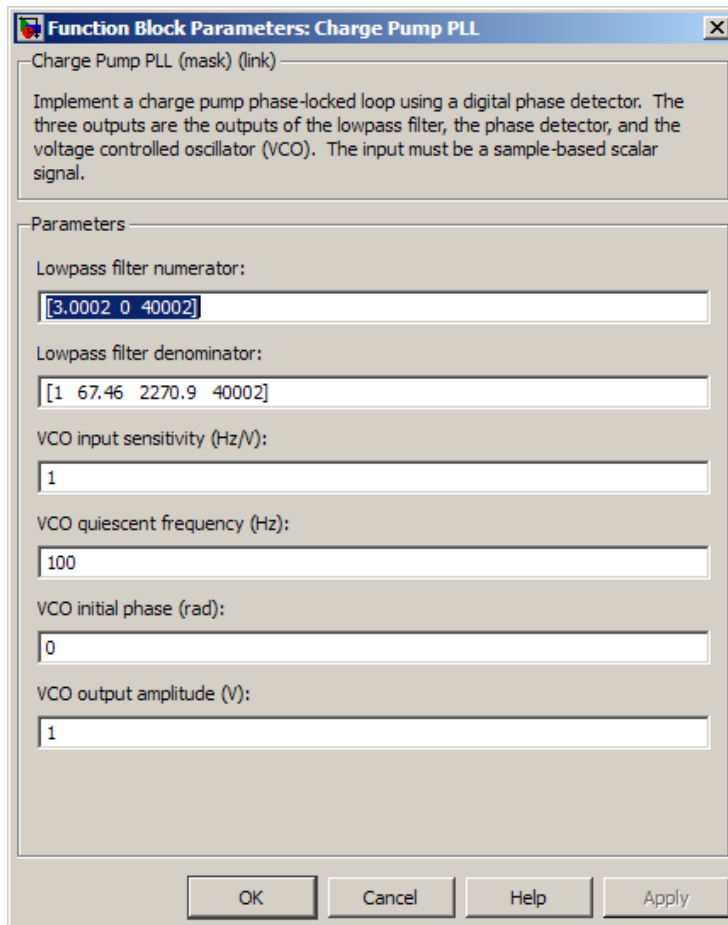 Function Block Parameters: Charge Pump PLL
Charge Pump PLL (mask) (link)
Implement a charge pump phase-locked loop using a digital phase detector.  The
three outputs are the outputs of the lowpass filter, the phase detector, and the
voltage controlled oscillator (VCO).  The input must be a sample-based scalar
signal.
Parameters
Lowpass filter numerator:
[3.0002  0  40002]
Lowpass filter denominator:
[1   67.46   2270.9   40002]
VCO input sensitivity (Hz/V):
1
VCO quiescent frequency (Hz):
100
VCO initial phase (rad):
0
VCO output amplitude (V):
1
OK Cancel Help Apply